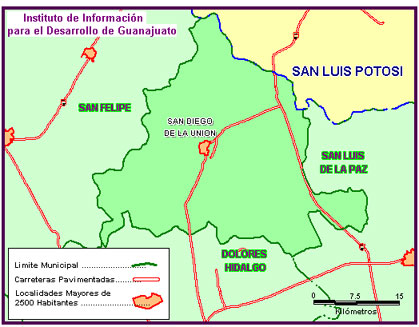 Instituto de Información
para el Desarrollo de Guanajuato
SAN LUIS POTOSI
SAN FELIPE
SAN DIEGO
DE LA UNION
SAN LUIS
DE LA PAZ
DOLORES
HIDALGO
Limite Municipal
Carreteras Pavimentadas
Localidades Mayores de
2500 Habitantes
0 7.5 15
Kilómetros